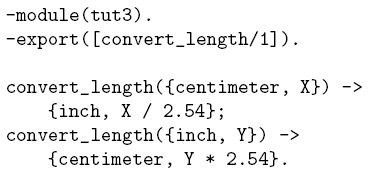 -module(tut3).
-export([convert_length/1]).

convert_length({centimeter, X}) ->
    {inch, X / 2.54};
convert_length({inch, Y}) ->
    {centimeter, Y * 2.54}.